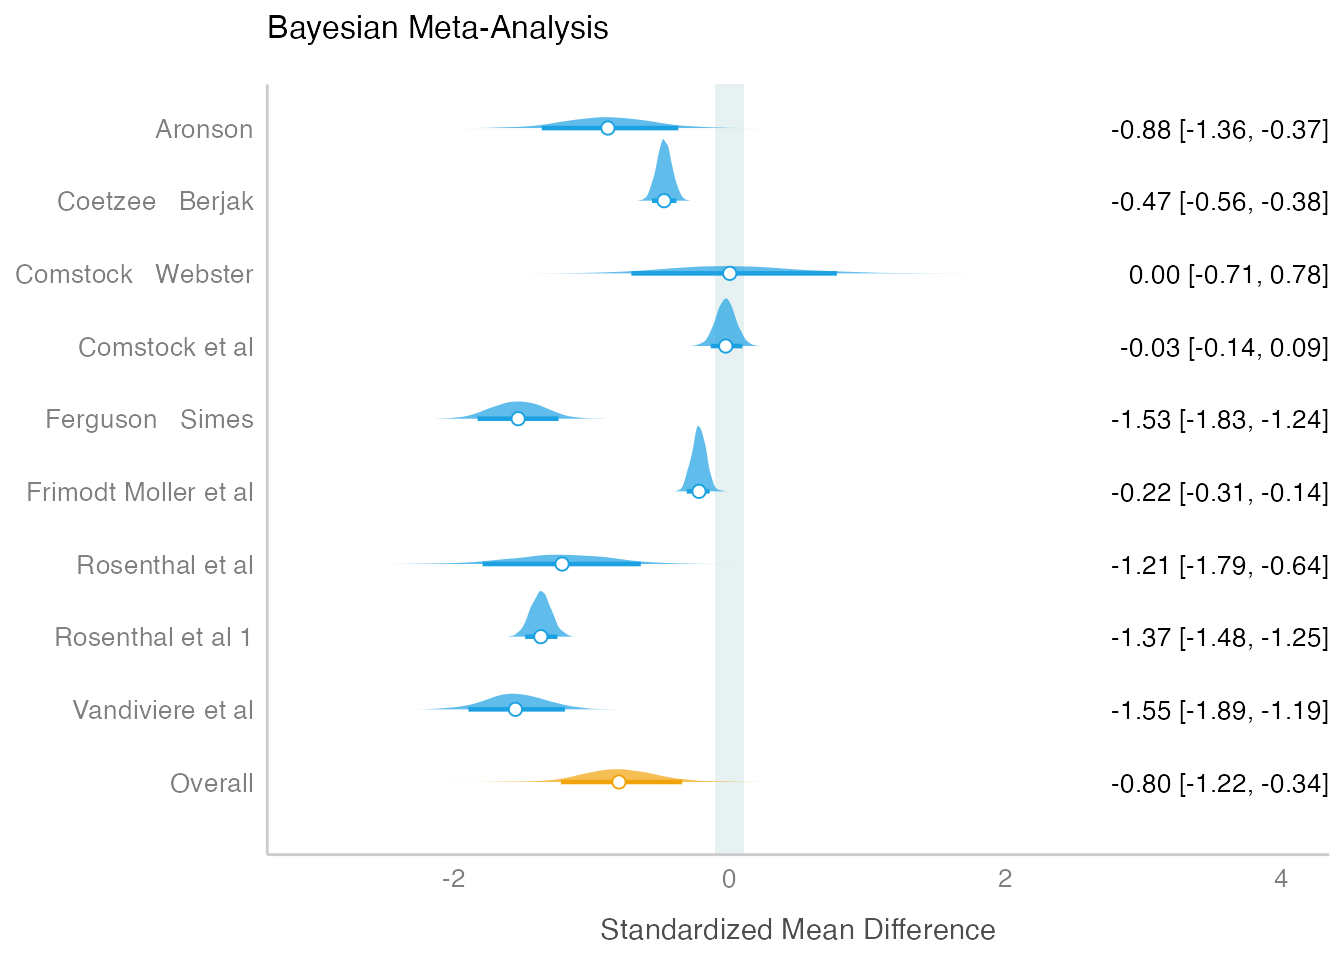 Bayesian Meta-Analysis
Aronson -0.88 [-1.36, -0.37]
Coetzee Berjak -0.47 [-0.56, -0.38]
Comstock Webster 0.00 [-0.71, 0.78]
Comstock et al -0.03 [-0.14, 0.09]
Ferguson Simes -1.53 [-1.83, -1.24]
Frimodt Moller et al -0.22 [-0.31, -0.14]
Rosenthal et al -1.21 [-1.79, -0.64]
Rosenthal et al 1 -1.37 [-1.48, -1.25]
Vandiviere et al -1.55 [-1.89, -1.19]
Overall -0.80 [-1.22, -0.34]
-2 0 2 4
Standardized Mean Difference